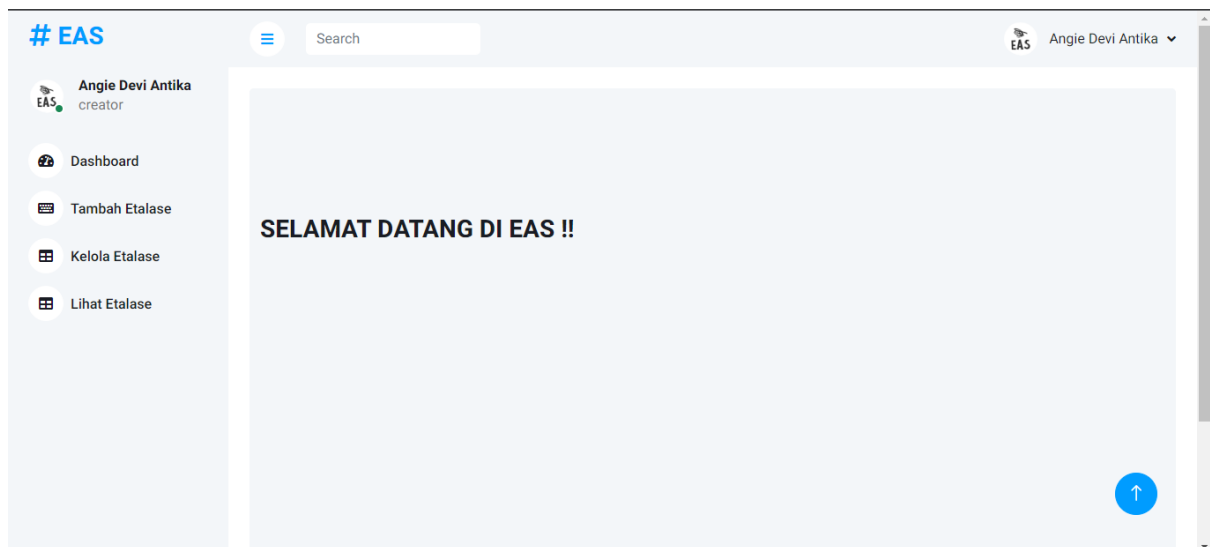 # EAS
Search
EAS
Angie Devi Antika
EAS
Angie Devi Antika
creator
Dashboard
Tambah Etalase
Kelola Etalase
Lihat Etalase
SELAMAT DATANG DI EAS !!